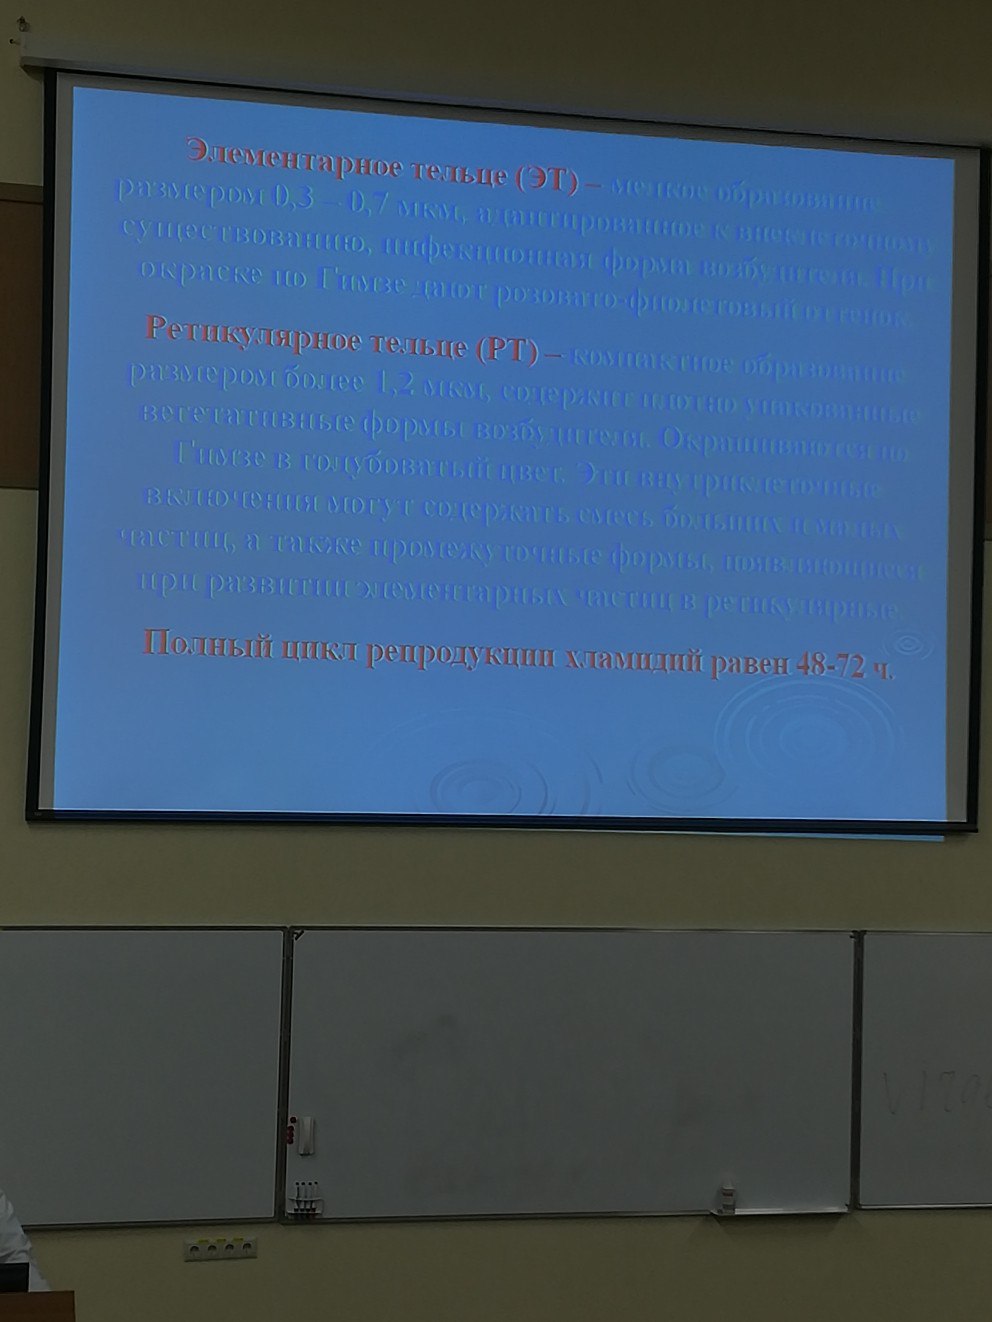 Элементарное тельце (ЭТ) – мелкое образование
размером 0,3 – 0,7 мкм, адаптированное к внеклеточному
существованию, инфекционная форма возбудителя. При
окраске по Гимзе дают розовато-фиолетовый оттенок.
Ретикулярное тельце (РТ) – компактное образование
размером более 1,2 мкм, содержит плотно упакованные
вегетативные формы возбудителя. Окрашиваются по
Гимзе в голубоватый цвет. Эти внутриклеточные
включения могут содержать смесь больших и малых
частиц, а также промежуточные формы, появляющиеся
при развитии элементарных частиц в ретикулярные
Полный цикл репродукции хламидий равен 48-72 ч.